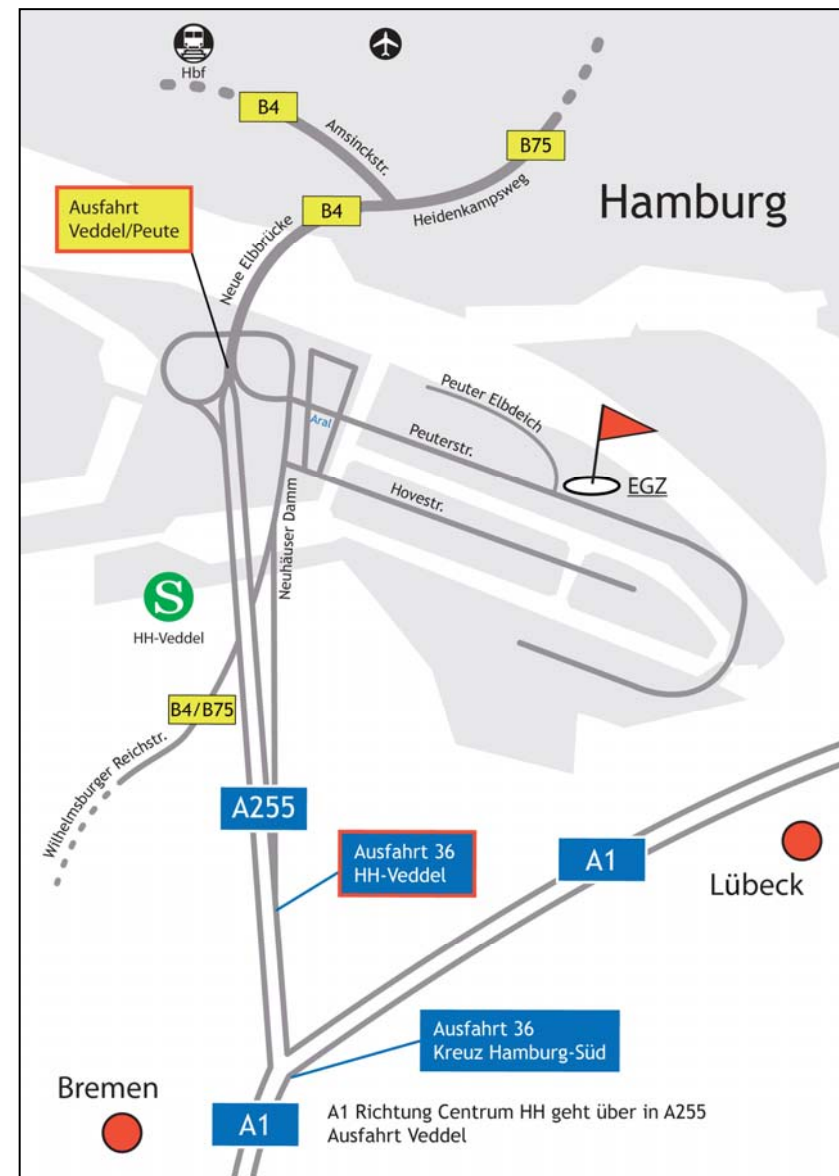 Hbf
B4
Amsinckstr.
B75
Ausfahrt
Veddel/Peute
B4
Heidenkampsweg
Hamburg
Neue Elbbrücke
Peuter Elbdeich
Aral
Peuterstr.
EGZ
Hovestr.
Neuhäuser Damm
S
HH-Veddel
B4/B75
Wilhelmsburger Reichstr.
A255
Ausfahrt 36
HH-Veddel
A1
Lübeck
Ausfahrt 36
Kreuz Hamburg-Süd
Bremen
A1
A1 Richtung Centrum HH geht über in A255
Ausfahrt Veddel